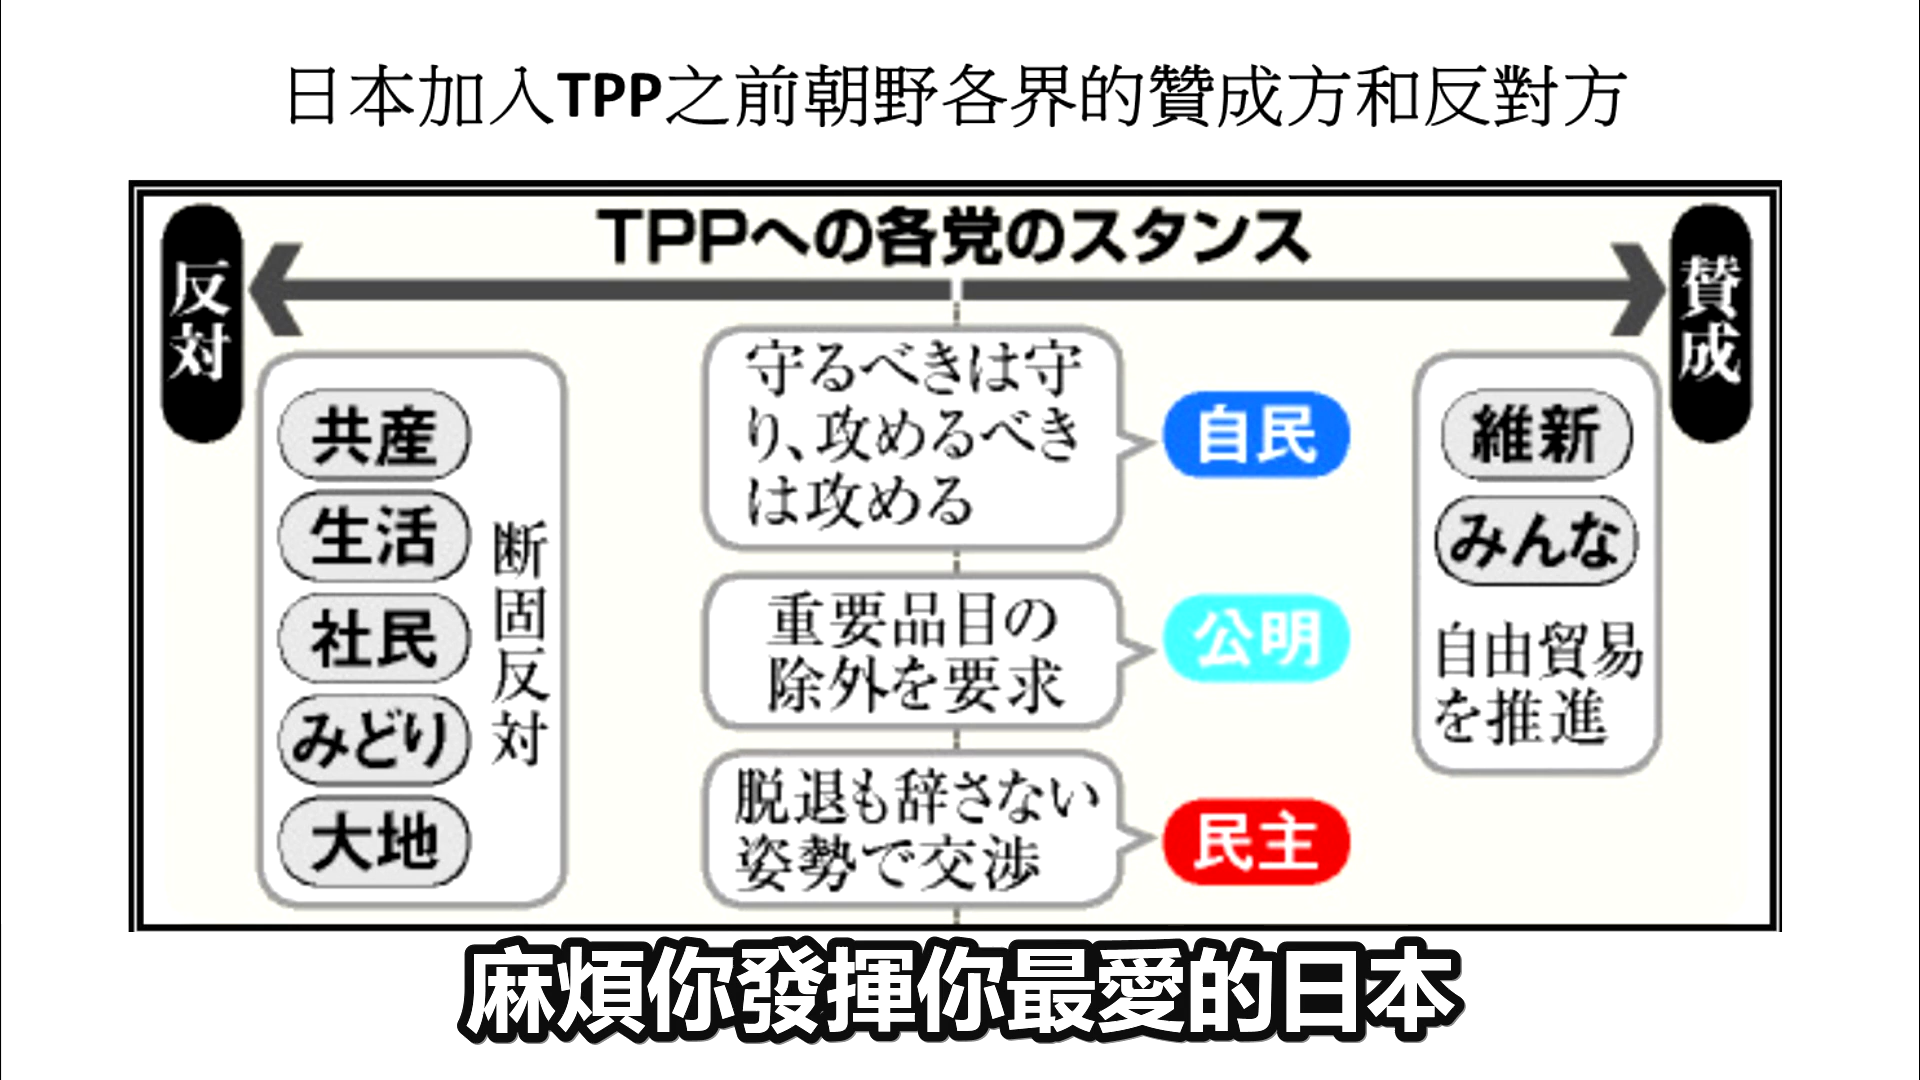 日本加入TPP之前朝野各界的贊成方和反對方
TPPへの各党のスタンス
反対
賛成
共産
生活
社民
みどり
大地
断固反対
守るべきは守
り、攻めるべき
は攻める
自民
重要品目の
除外を要求
公明
脱退も辞さない
姿勢で交渉
民主
維新
みんな
自由貿易
を推進
麻煩你發揮你最愛的日本